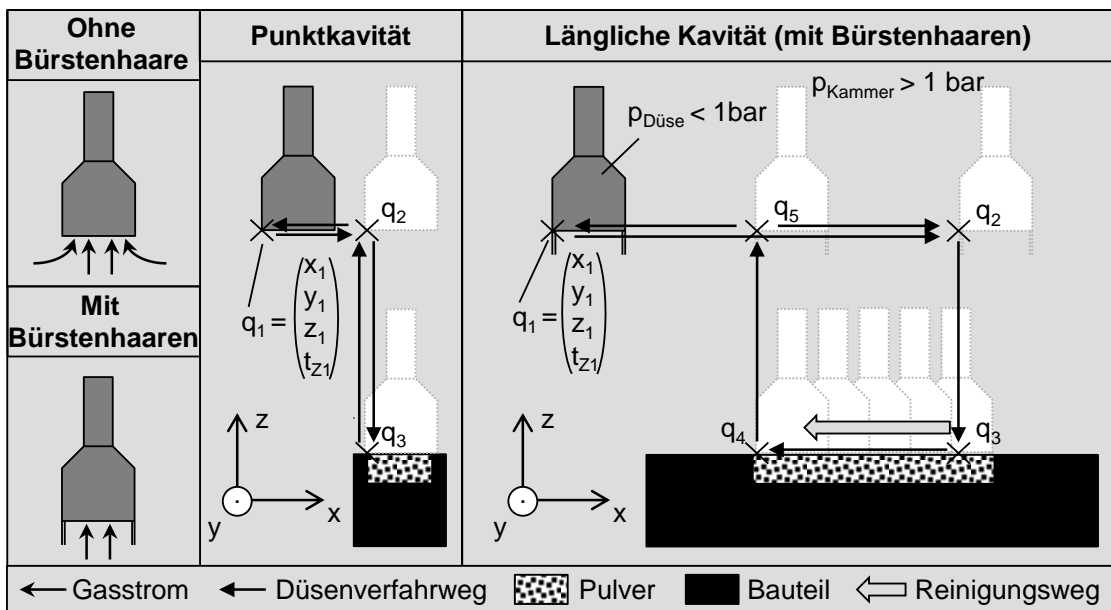 Ohne
Bürstenhaare
Punktkavität
Längliche Kavität (mit Bürstenhaaren)
Mit
Bürstenhaaren
q2
q1 =
x1
y1
z1
tZ1
q3
z
y
x
pDüse < 1bar
pKammer > 1 bar
q5
q2
q1 =
x1
y1
z1
tZ1
q4
q3
z
y
x
Gasstrom
Düsenverfahrweg
Pulver
Bauteil
Reinigungsweg